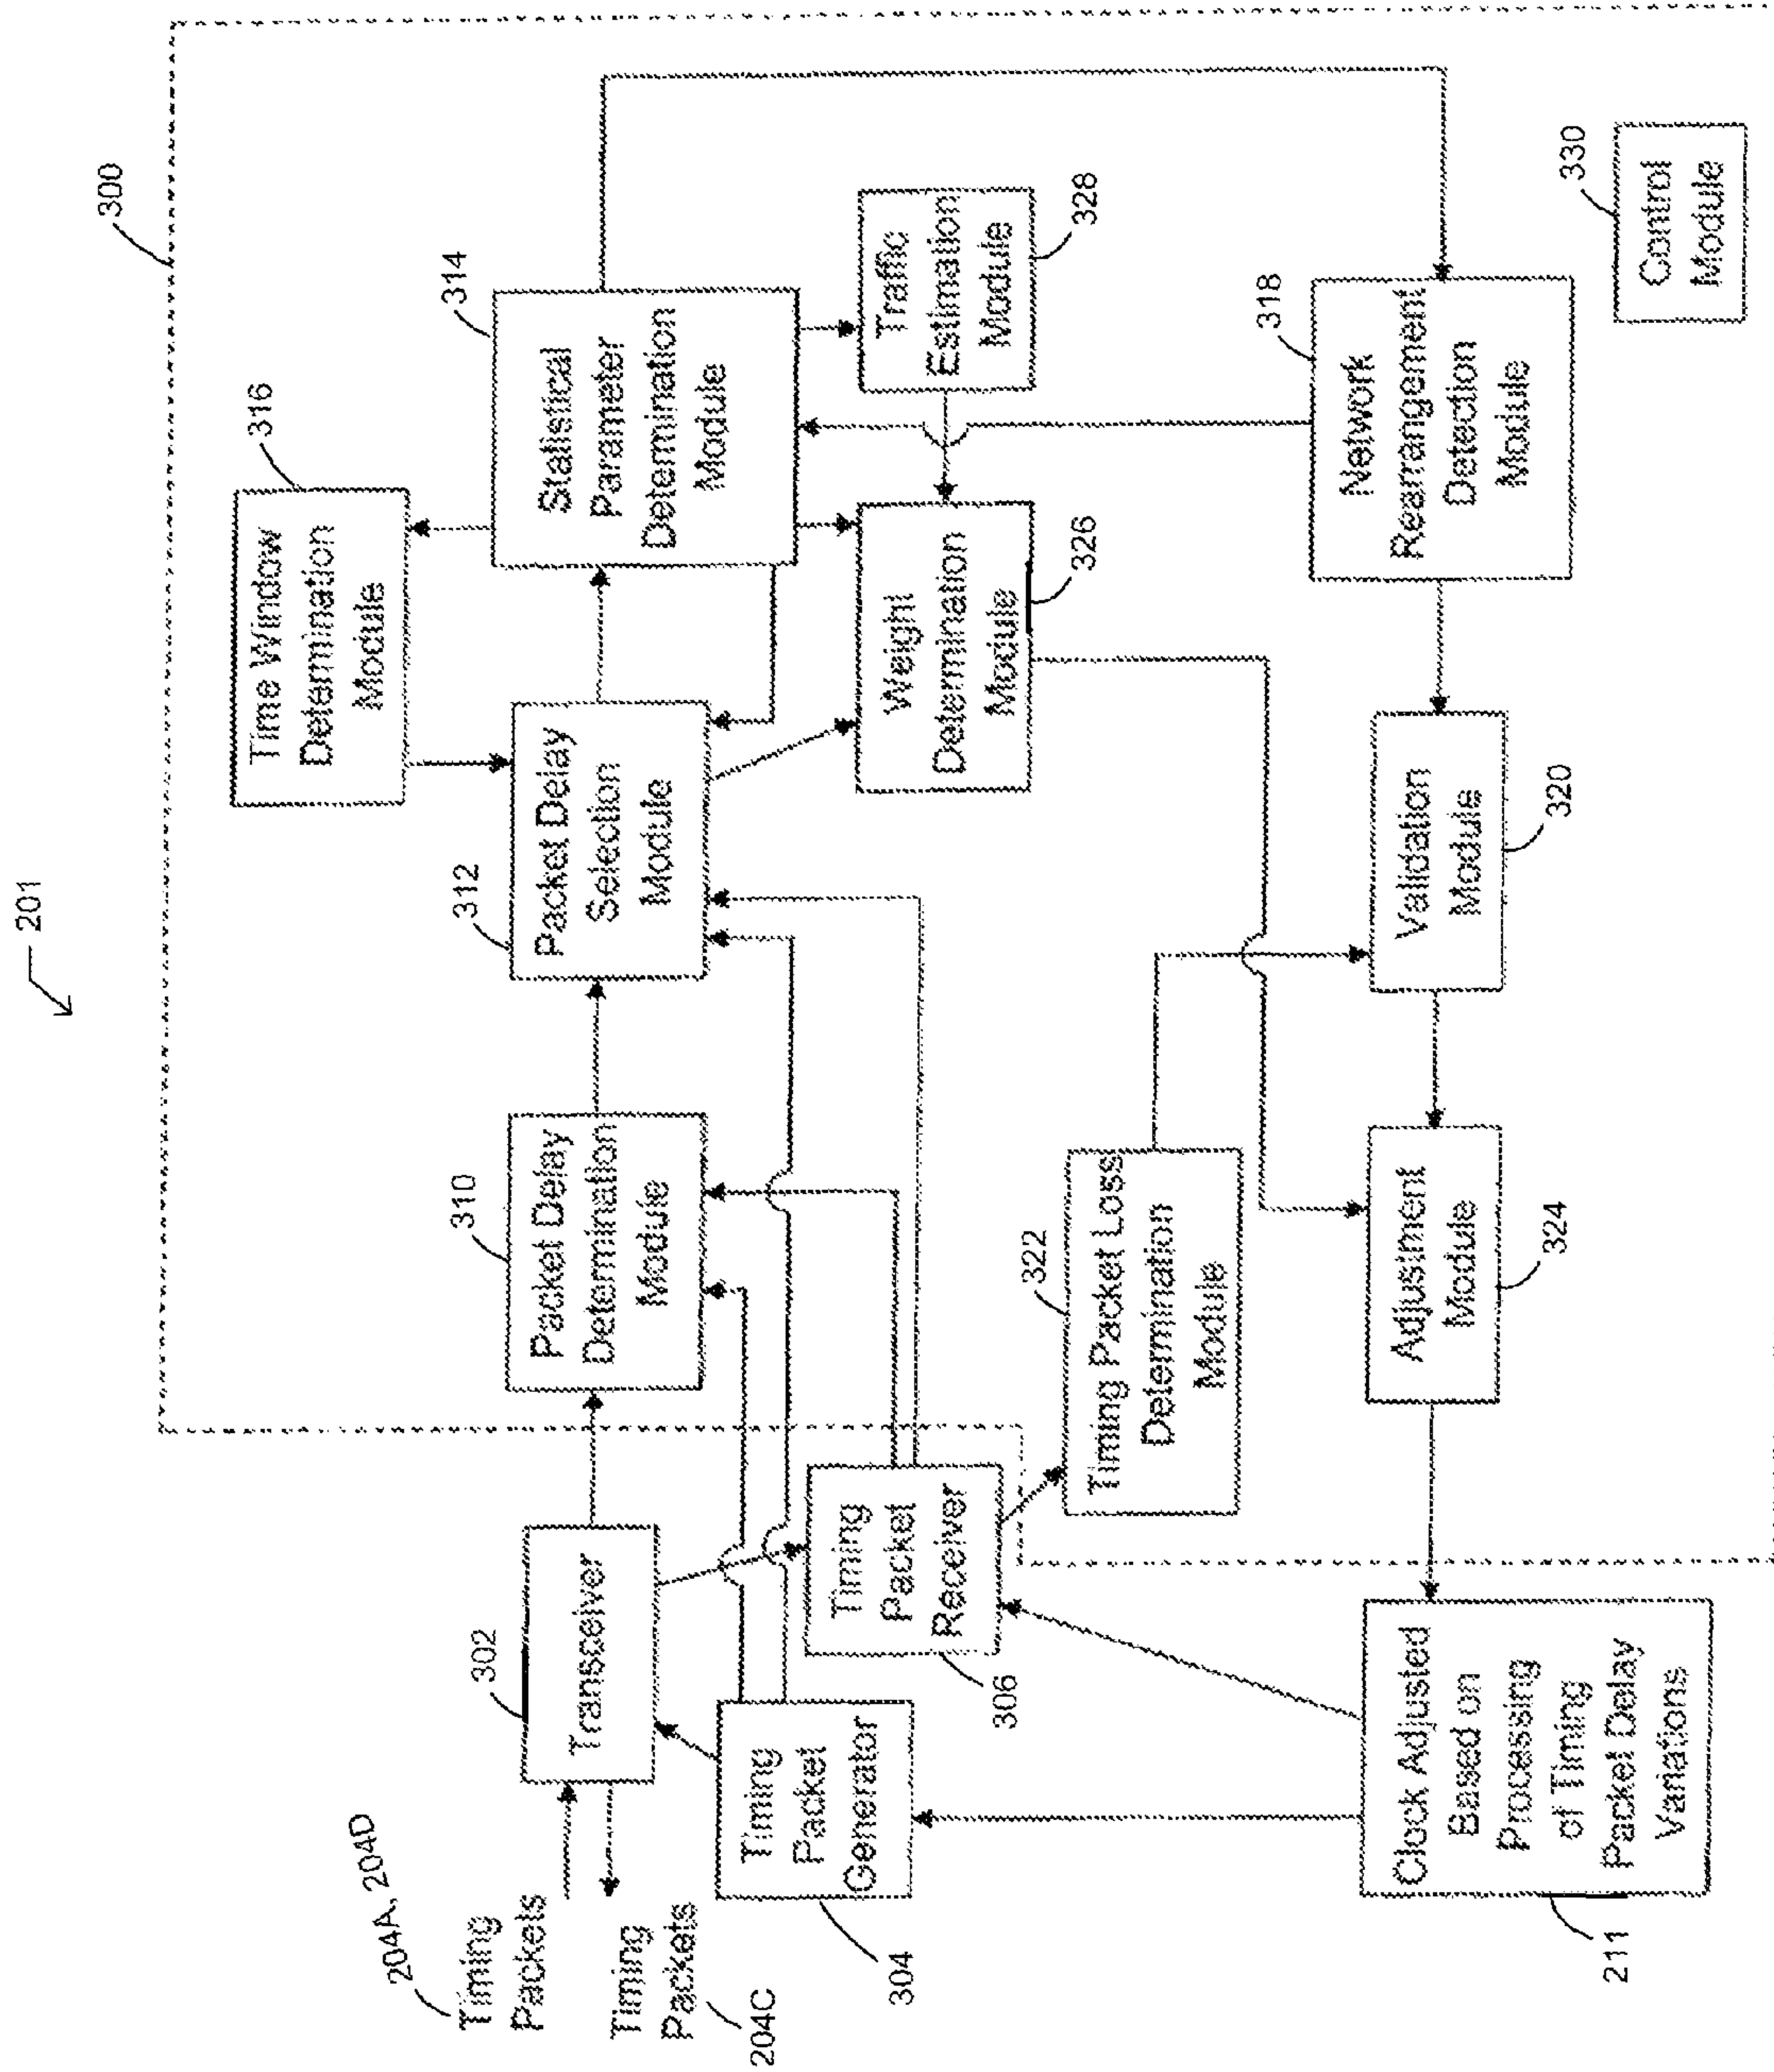 201
300
204A, 204D
Timing
Packets
Timing
Packets
204C
302
Transceiver
310
Packet Delay
Determination
Module
312
Packet Delay
Selection
Module
316
Time Window
Determination
Module
314
Statistical
Parameter
Determination
Module
Timing
Packet
Generator
304
Timing
Packet
Receiver
306
Weight
Determination
Module
326
Traffic
Estimation
Module
328
322
Timing Packet Loss
Determination
Module
Clock Adjusted
Based on
Processing
of Timing
Packet Delay
Variations
211
Adjustment
Module
324
Validation
Module
320
318
Network
Rearrangement
Detection
Module
330
Control
Module